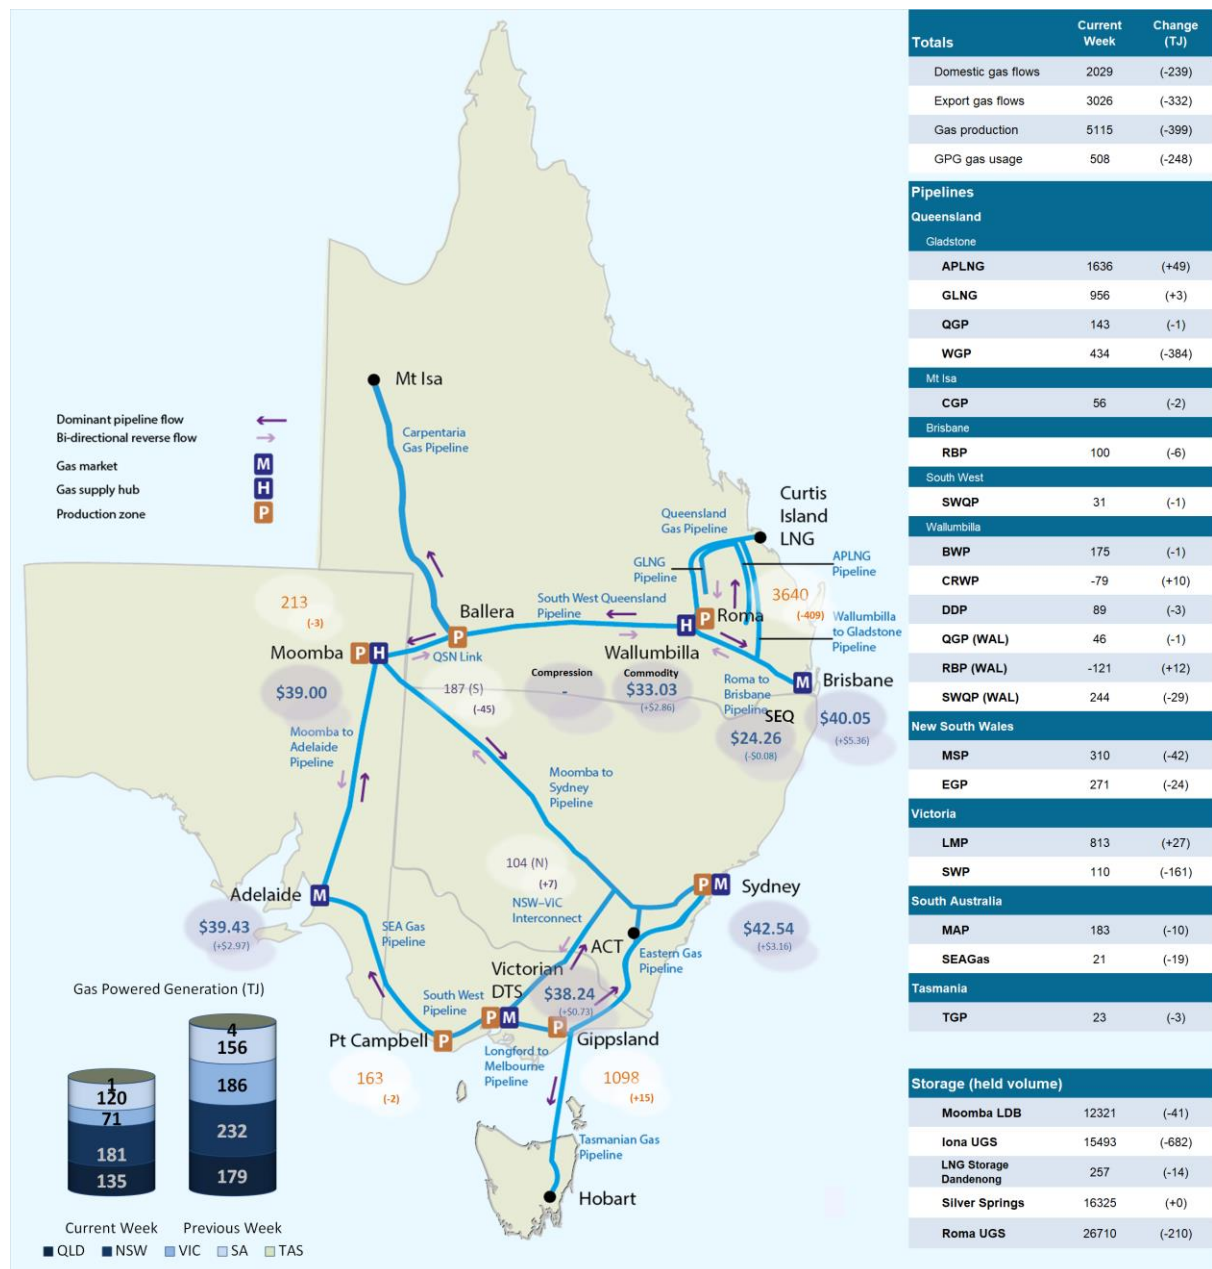 Mt Isa
Dominant pipeline flow
Bi-directional reverse flow
Gas market
M
Gas supply hub
H
Production zone
P
Carpentaria
Gas Pipeline
Curtis
Island
LNG
Queensland
Gas Pipeline
GLNG
Pipeline
APLNG
Pipeline
213
(-3)
Ballera
South West Queensland
Pipeline
H
P
Roma
3640
(-409)
Wallumbilla
to Gladstone
Pipeline
Moomba
P
H
P
QSN Link
Wallumbilla
$39.00
187 (S)
(-45)
Compression
-
Commodity
$33.03
(+$2.86)
Roma to
Brisbane
Pipeline
M
Brisbane
SEQ
$24.26
(-$0.08)
$40.05
(+$5.36)
Moomba to
Adelaide
Pipeline
Moomba to
Sydney
Pipeline
104 (N)
(+7)
NSW-VIC
Interconnect
Adelaide
M
$39.43
(+$2.97)
SEA Gas
Pipeline
P
M
Sydney
$42.54
(+$3.16)
ACT
Eastern Gas
Pipeline
Victorian
DTS
$38.24
(+$0.73)
South West
Pipeline
P
M
P
Gippsland
Pt Campbell
P
Longford to
Melbourne
Pipeline
163
(-2)
1098
(+15)
Tasmanian Gas
Pipeline
Hobart
Gas Powered Generation (TJ)
1
120
71
181
135
4
156
186
232
179
Current Week
Previous Week
QLD NSW VIC SA TAS
Totals Current Week Change (TJ)
Domestic gas flows 2029 (-239)
Export gas flows 3026 (-332)
Gas production 5115 (-399)
GPG gas usage 508 (-248)
Pipelines
Queensland
Gladstone
APLNG 1636 (+49)
GLNG 956 (+3)
QGP 143 (-1)
WGP 434 (-384)
Mt Isa
CGP 56 (-2)
Brisbane
RBP 100 (-6)
South West
SWQP 31 (-1)
Wallumbilla
BWP 175 (-1)
CRWP -79 (+10)
DDP 89 (-3)
QGP (WAL) 46 (-1)
RBP (WAL) -121 (+12)
SWQP (WAL) 244 (-29)
New South Wales
MSP 310 (-42)
EGP 271 (-24)
Victoria
LMP 813 (+27)
SWP 110 (-161)
South Australia
MAP 183 (-10)
SEAGas 21 (-19)
Tasmania
TGP 23 (-3)
Storage (held volume)
Moomba LDB 12321 (-41)
Iona UGS 15493 (-682)
LNG Storage
Dandenong 257 (-14)
Silver Springs 16325 (+0)
Roma UGS 26710 (-210)